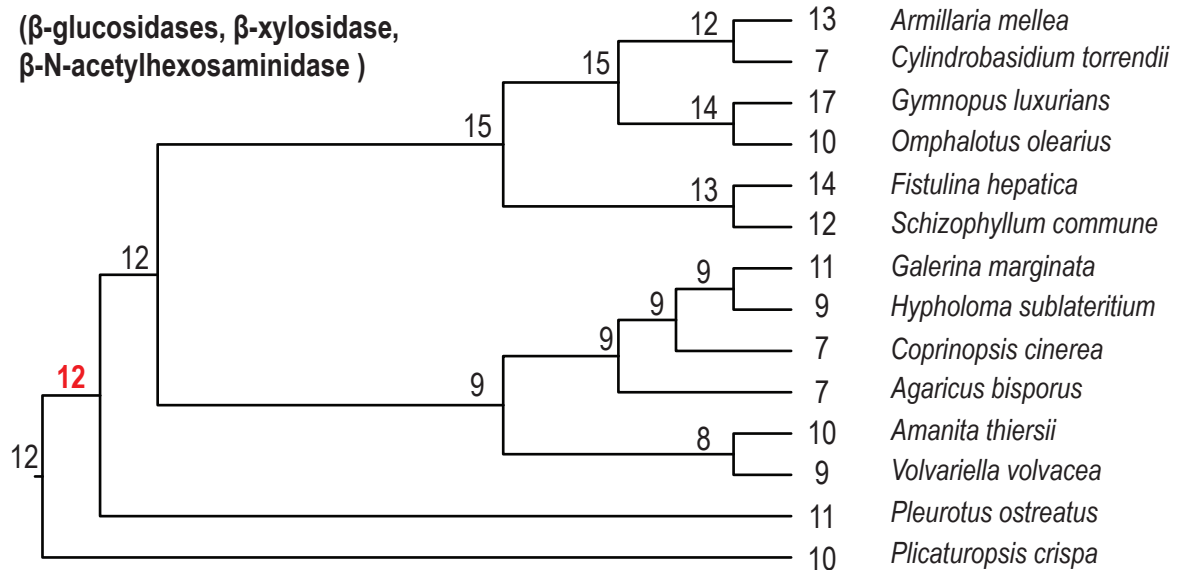 (β-glucosidases, β-xylosidase,
β-N-acetylhexosaminidase )
12 13 Armillaria mellea
15 7 Cylindrobasidium torrendii
14 17 Gymnopus luxurians
15 10 Omphalotus olearius
13 14 Fistulina hepatica
12 Schizophyllum commune
12 9 11 Galerina marginata
9 9 Hypholoma sublateritium
9 7 Coprinopsis cinerea
12 9 7 Agaricus bisporus
8 10 Amanita thiersii
12 9 Volvariella volvacea
11 Pleurotus ostreatus
10 Plicaturopsis crispa